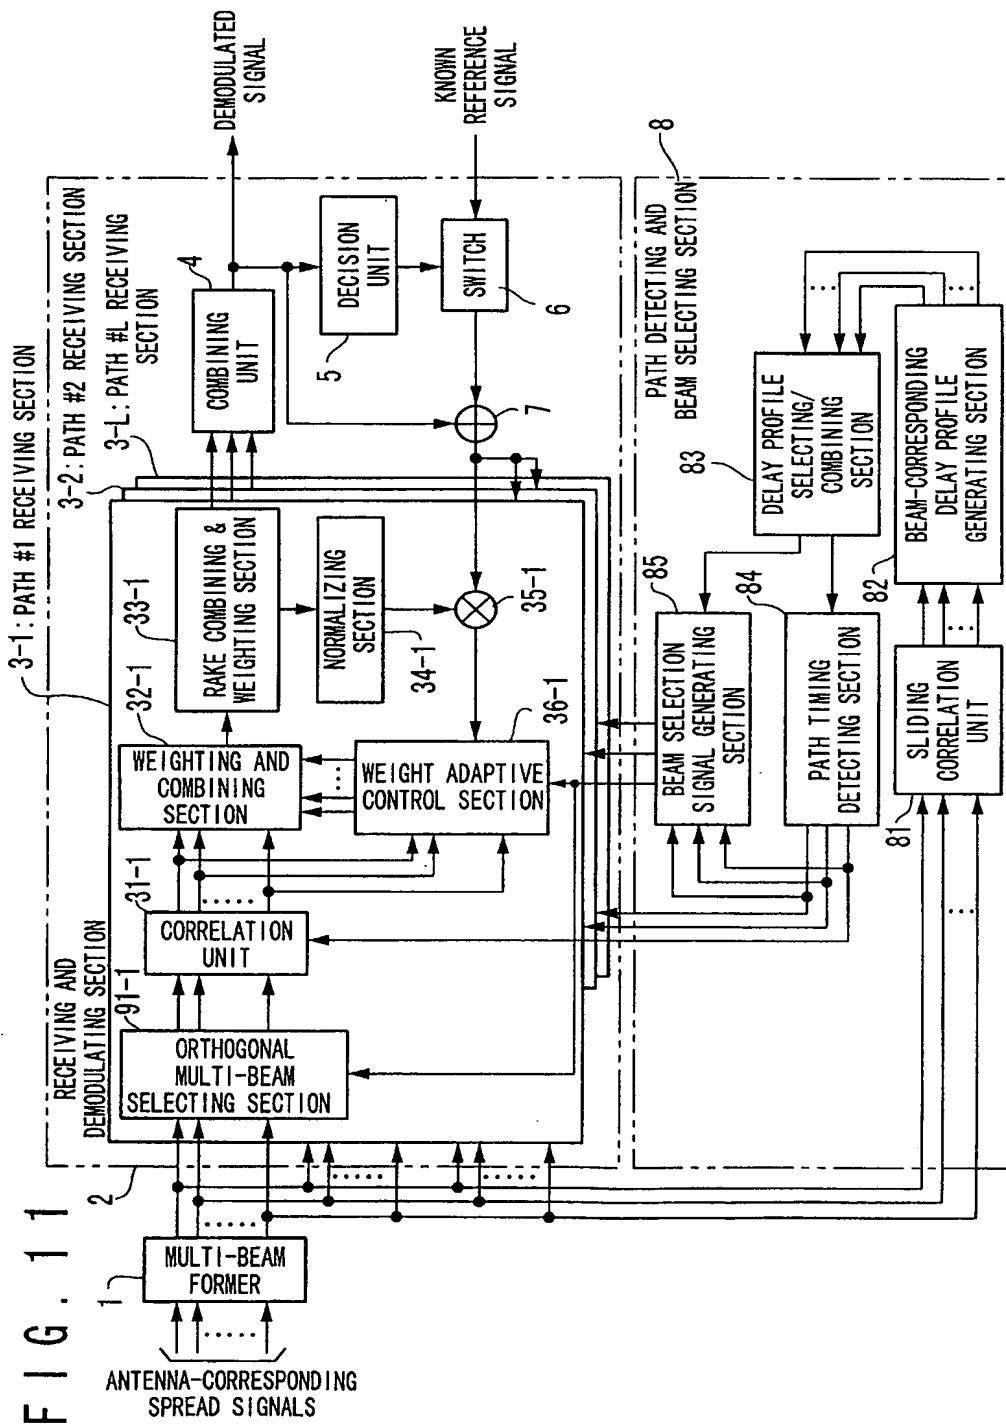 FIG. 11
ANTENNA-CORRESPONDING
SPREAD SIGNALS
1
MULTI-BEAM
FORMER
2
RECEIVING AND
DEMODULATING SECTION
3-1: PATH #1 RECEIVING SECTION
3-2: PATH #2 RECEIVING SECTION
3-L: PATH #L RECEIVING
SECTION
91-1
ORTHOGONAL
MULTI-BEAM
SELECTING SECTION
31-1
CORRELATION
UNIT
32-1
WEIGHTING AND
COMBINING
SECTION
33-1
RAKE COMBINING &
WEIGHTING SECTION
NORMALIZING
SECTION
34-1
35-1
36-1
WEIGHT ADAPTIVE
CONTROL SECTION
4
COMBINING
UNIT
DEMODULATED
SIGNAL
5
DECISION
UNIT
KNOWN
REFERENCE
SIGNAL
SWITCH
6
7
8
PATH DETECTING AND
BEAM SELECTING SECTION
85
BEAM SELECTION
SIGNAL GENERATING
SECTION
84
PATH TIMING
DETECTING SECTION
83
DELAY PROFILE
SELECTING/
COMBINING
SECTION
81
SLIDING
CORRELATION
UNIT
82
BEAM-CORRESPONDING
DELAY PROFILE
GENERATING SECTION